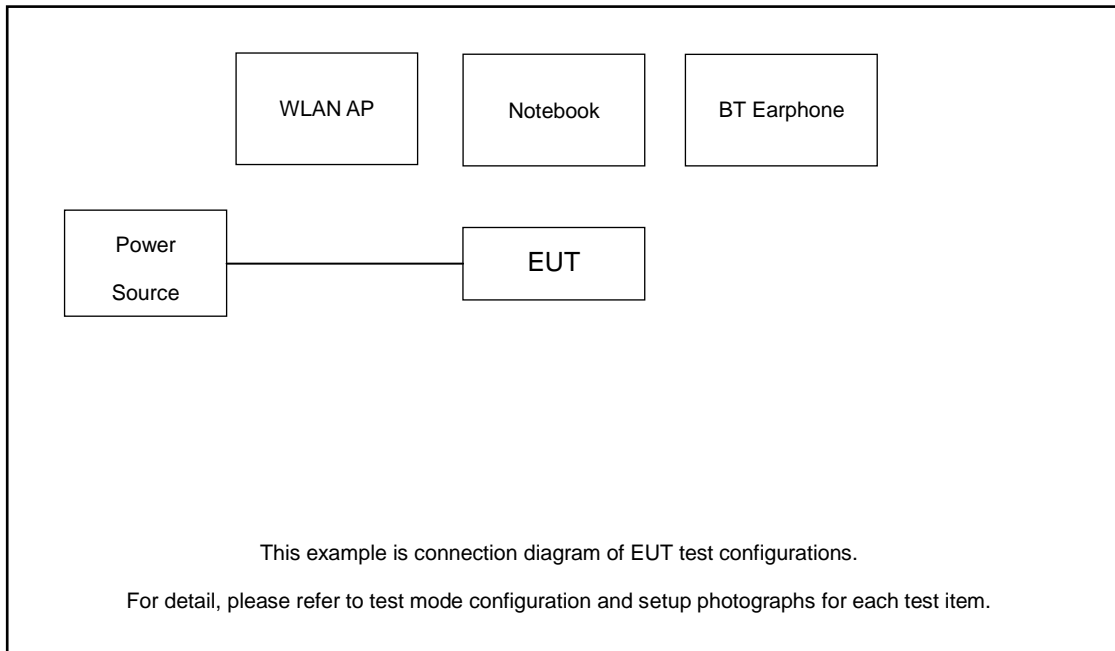 WLAN AP
Notebook
BT Earphone
Power
Source
EUT
This example is connection diagram of EUT test configurations.
For detail, please refer to test mode configuration and setup photographs for each test item.